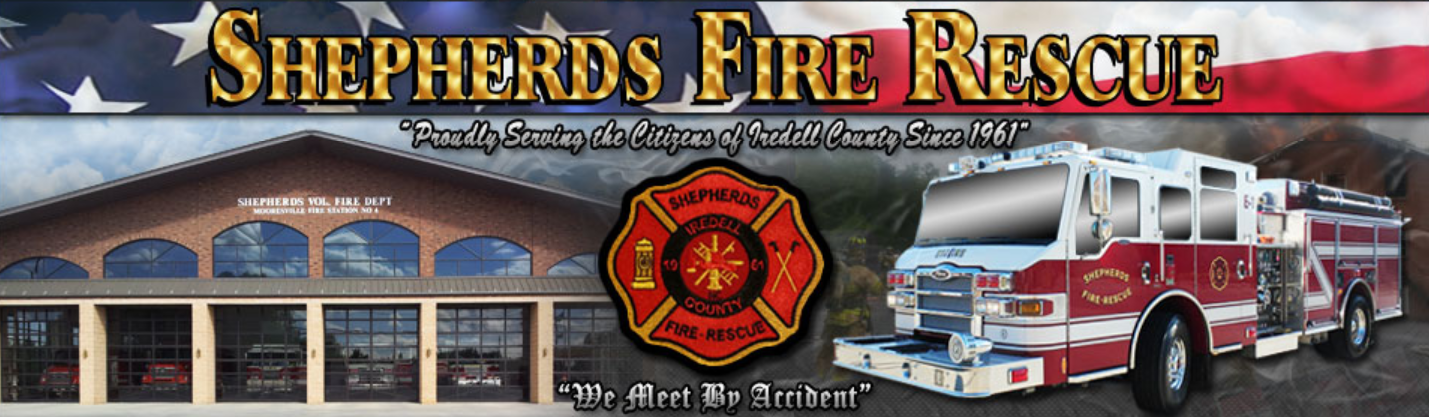 SHEPHERDS FIRE RESCUE
"Proudly Serving the Citizens of Iredell County Since 1961"
SHEPHERDS VOL. FIRE DEPT
MOORESVILLE FIRE STATION NO 4
SHEPHERDS
IREDELL
19 61
COUNTY
FIRE-RESCUE
SHEPHERDS
FIRE-RESCUE
"We Meet By Accident"